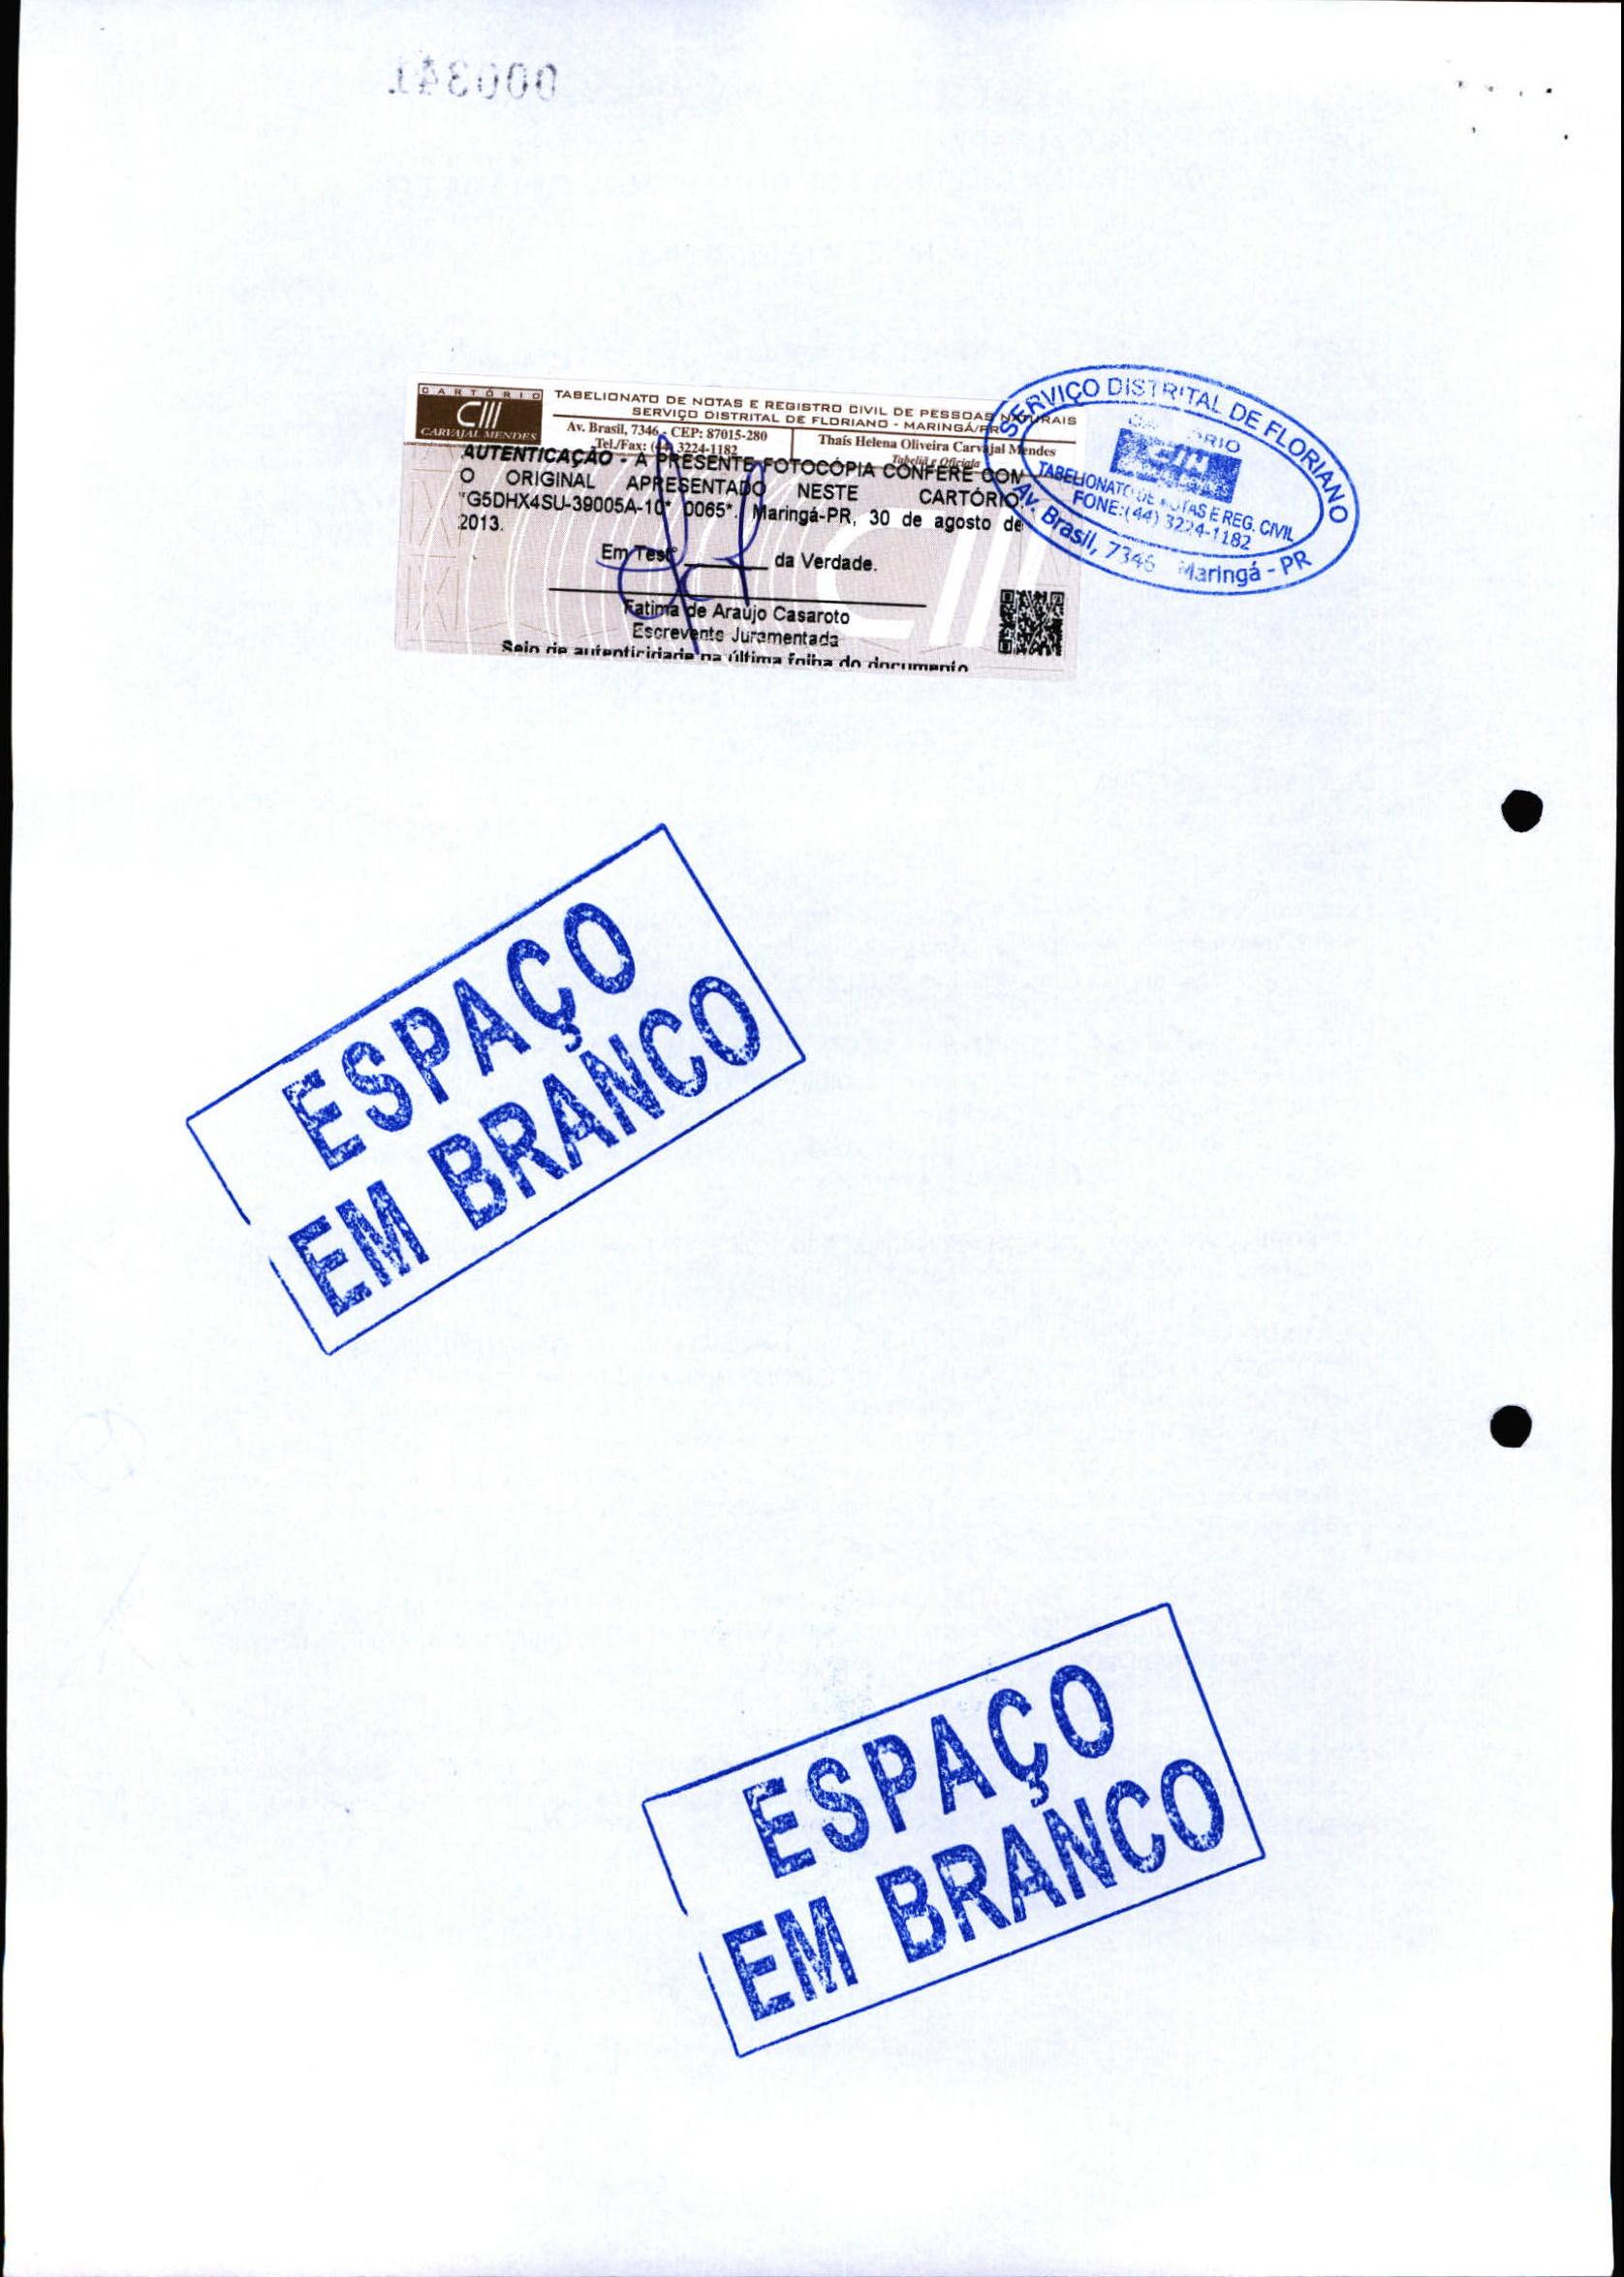 000341
CARTÓRIO
CIII
CARVAJAL MENDES
TABELIONATO DE NOTAS E REGISTRO CIVIL DE PESSOAS NATURAIS
SERVIÇO DISTRITAL DE FLORIANO - MARINGÁ/PR
Av. Brasil, 7346 - CEP: 87015-280
Tel./Fax: (44) 3224-1182
Thaís Helena Oliveira Carvajal Mendes
Tabeliã e Oficiala
AUTENTICAÇÃO - A PRESENTE FOTOCÓPIA CONFERE COM
O ORIGINAL APRESENTADO NESTE CARTÓRIO.
"G5DHX4SU-39005A-10* 0065*. Maringá-PR, 30 de agosto de
2013.
Em Testº ________ da Verdade.
Fatima de Araujo Casaroto
Escrevente Juramentada
Selo de autenticidade na última folha do documento
SERVIÇO DISTRITAL DE FLORIANO
TABELIONATO DE NOTAS E REG. CIVIL
FONE: (44) 3224-1182
Av. Brasil, 7346 Maringá - PR
ESPAÇO
EM BRANCO
ESPAÇO
EM BRANCO